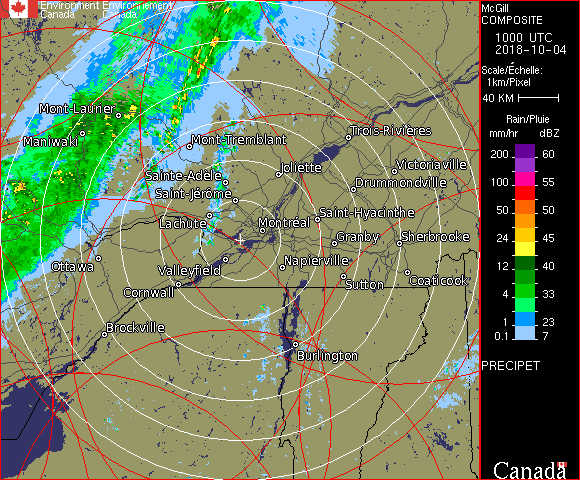 Environment Environnement
Canada Canada
Mont-Laurier
Maniwaki
Mont-Tremblant
Trois-Rivières
Joliette
Victoriaville
Sainte-Adèle
Drummondville
Saint-Jérôme
Lachute
Saint-Hyacinthe
Montréal
Granby
Sherbrooke
Ottawa
Valleyfield
Napierville
Cornwall
Sutton
Coaticook
Brockville
Burlington
McGill
COMPOSITE
1000 UTC
2018-10-04
Scale/Échelle:
1km/Pixel
40 KM
Rain/Pluie
mm/hr dBZ
200 60
100 55
50 50
24 45
12 40
4 33
1 23
0.1 7
PRECIPET
Canada